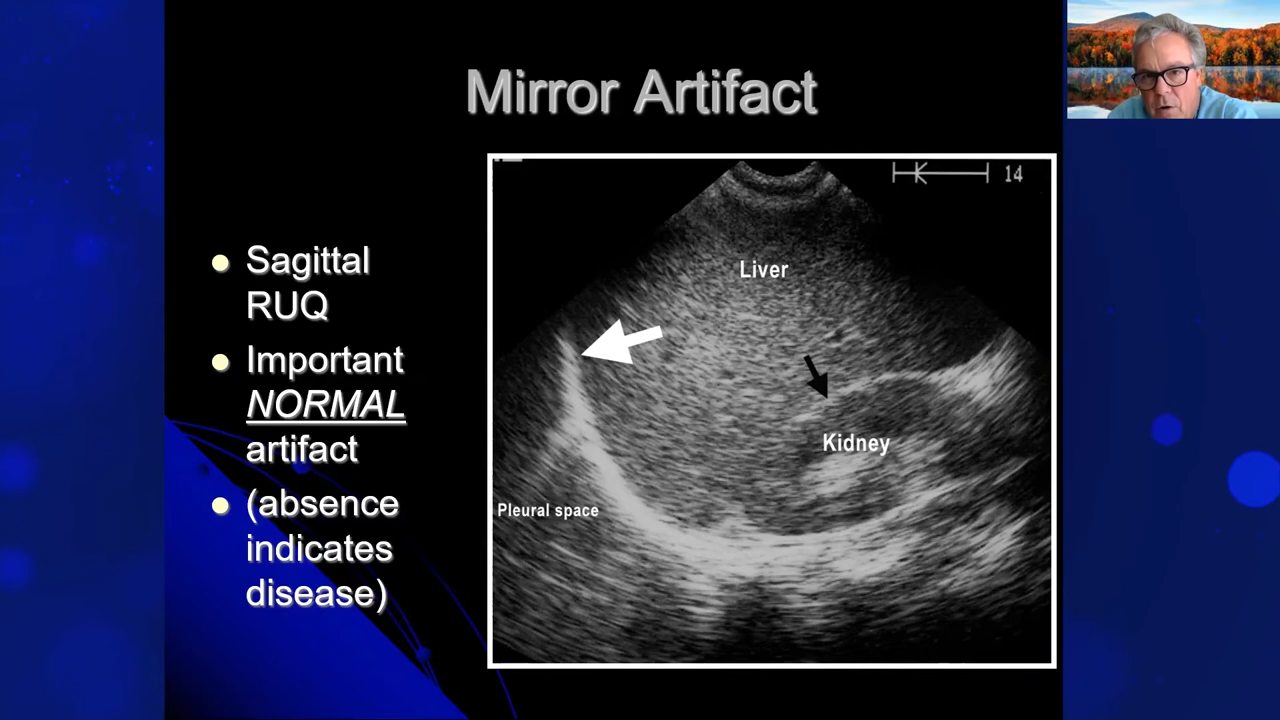 Mirror Artifact
Sagittal
RUQ
Important
NORMAL
artifact
(absence
indicates
disease)
14
Liver
Kidney
Pleural space